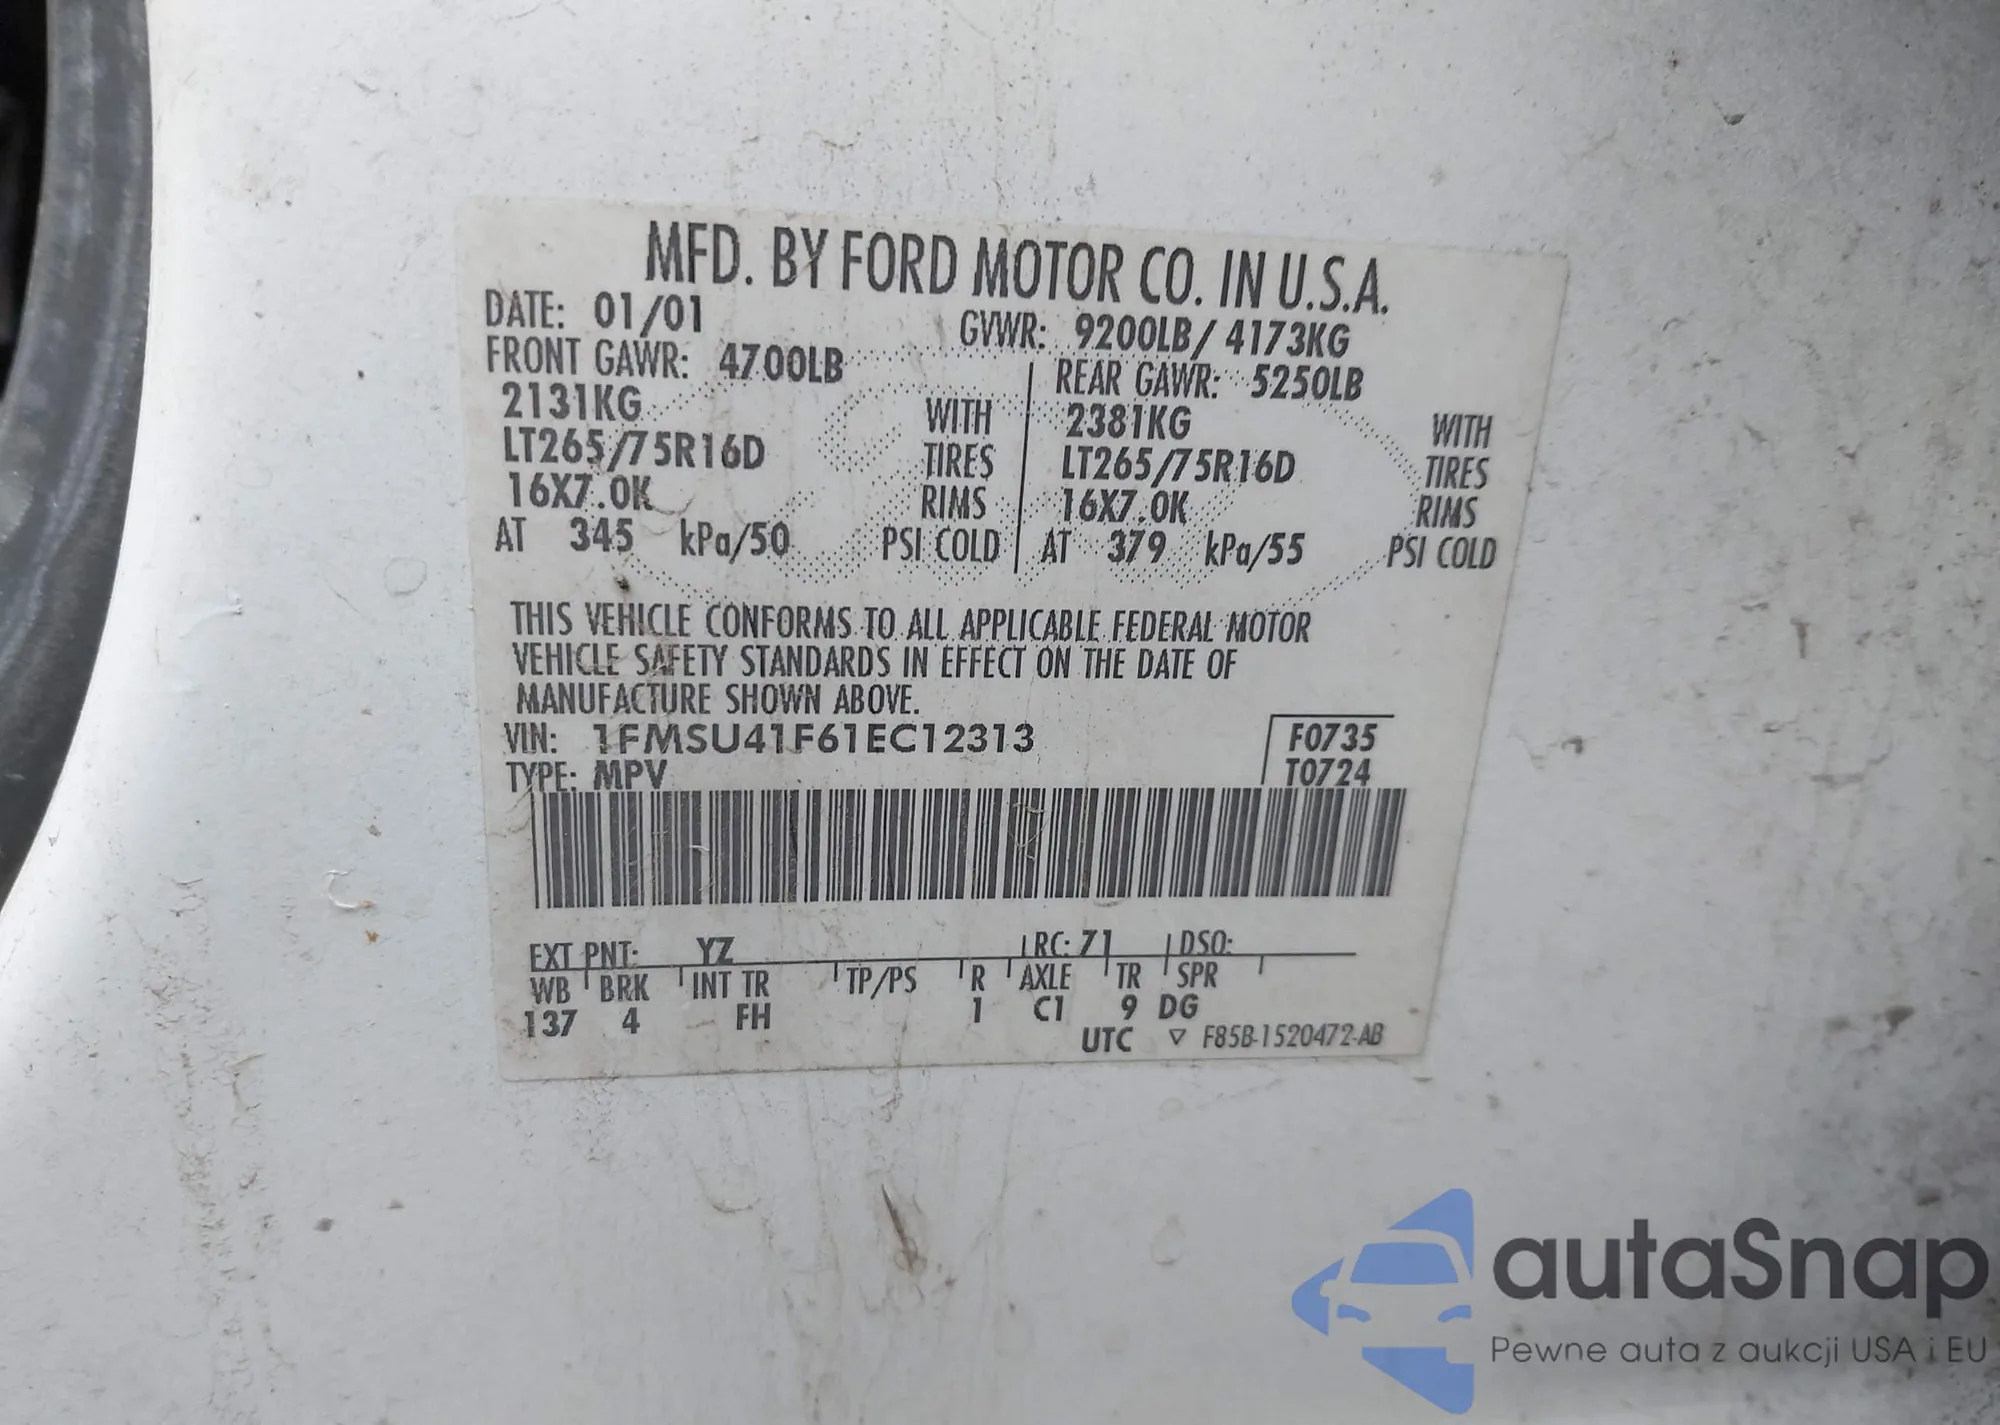 MFD. BY FORD MOTOR CO. IN U.S.A.
DATE: 01/01 GVWR: 9200LB/ 4173KG
FRONT GAWR: 4700LB REAR GAWR: 5250LB
2131KG WITH 2381KG WITH
LT265/75R16D TIRES LT265/75R16D TIRES
16X7.0K RIMS 16X7.0K RIMS
AT 345 kPa/50 PSI COLD AT 379 kPa/55 PSI COLD
THIS VEHICLE CONFORMS TO ALL APPLICABLE FEDERAL MOTOR
VEHICLE SAFETY STANDARDS IN EFFECT ON THE DATE OF
MANUFACTURE SHOWN ABOVE.
VIN: 1FMSU41F61EC12313 F0735
TYPE: MPV T0724
EXT PNT: YZ RC: 71 DSO:
WB BRK INT TR TP/PS R AXLE TR SPR
137 4 FH 1 C1 9 DG
UTC ▽ F85B-1520472-AB
autaSnap
Pewne auta z aukcji USA i EU